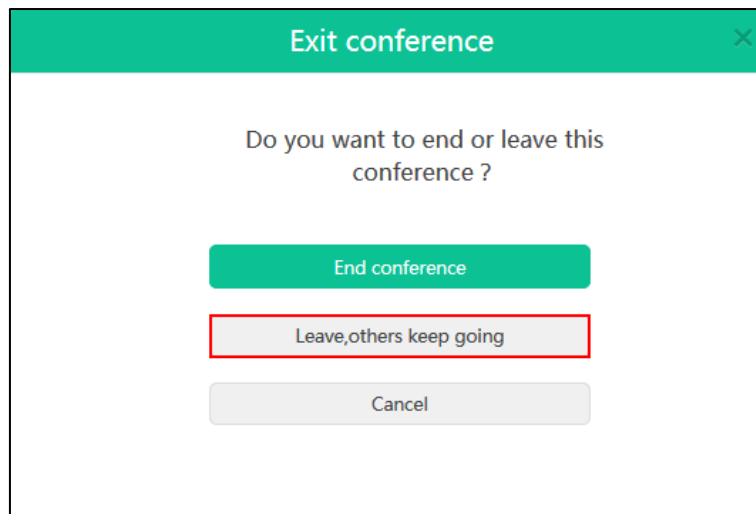 Exit conference
Do you want to end or leave this
conference ?
End conference
Leave,others keep going
Cancel